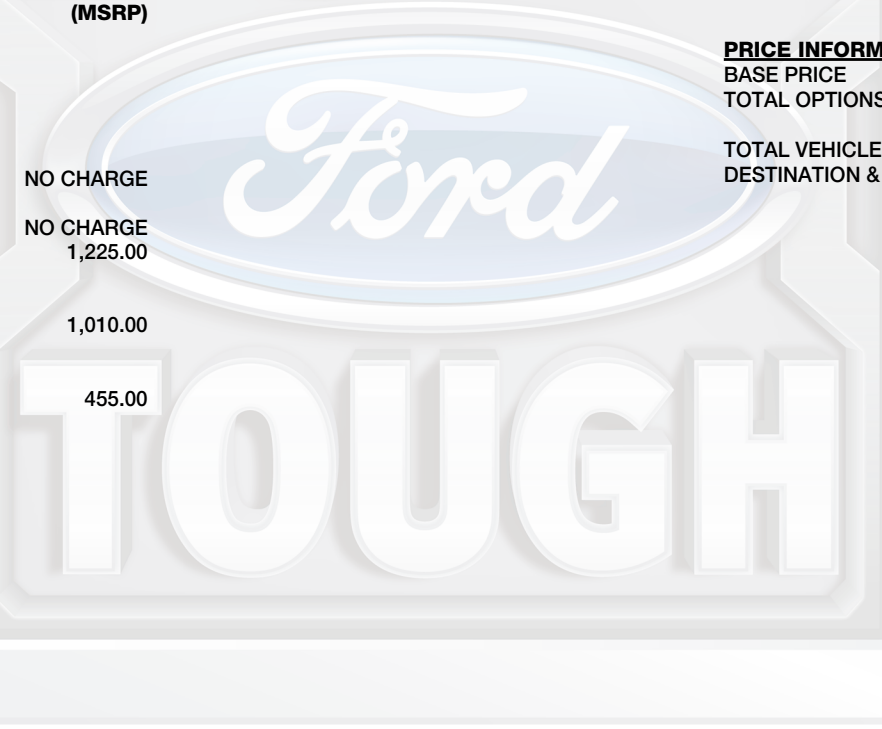 (MSRP)
NO CHARGE
NO CHARGE
1,225.00
1,010.00
455.00
PRICE INFORM
BASE PRICE
TOTAL OPTIONS
TOTAL VEHICLE
DESTINATION &
Ford
TOUGH